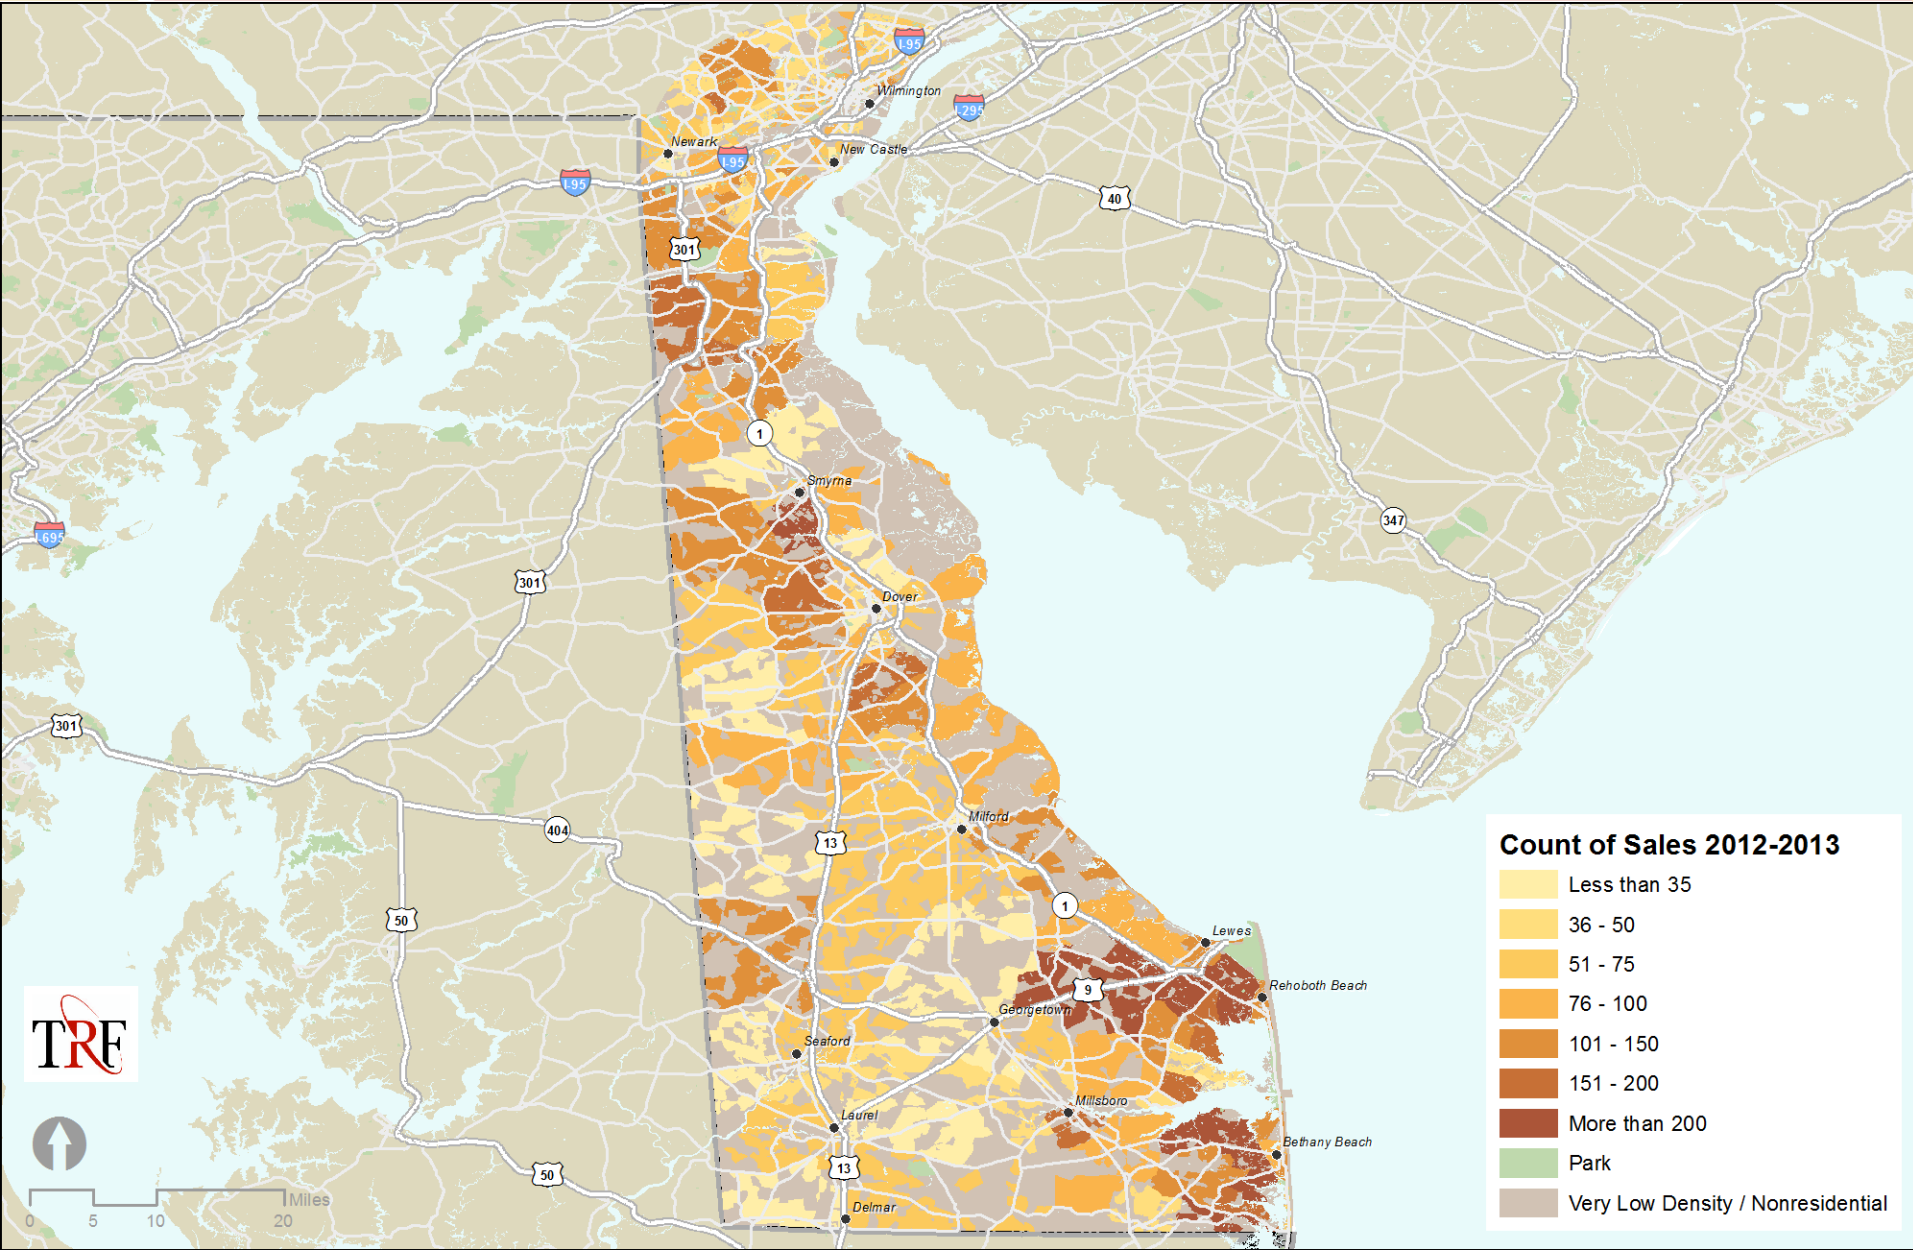 I-95
Wilmington
I-295
Newark
I-95
New Castle
I-95
40
301
1
Smyrna
347
I-695
301
Dover
301
Milford
404
13
50
1
Lewes
Rehoboth Beach
9
Georgetown
Seaford
Millsboro
Laurel
Bethany Beach
50
13
Delmar
Count of Sales 2012-2013
Less than 35
36 - 50
51 - 75
76 - 100
101 - 150
151 - 200
More than 200
Park
Very Low Density / Nonresidential
TRF
Miles
0 5 10 20